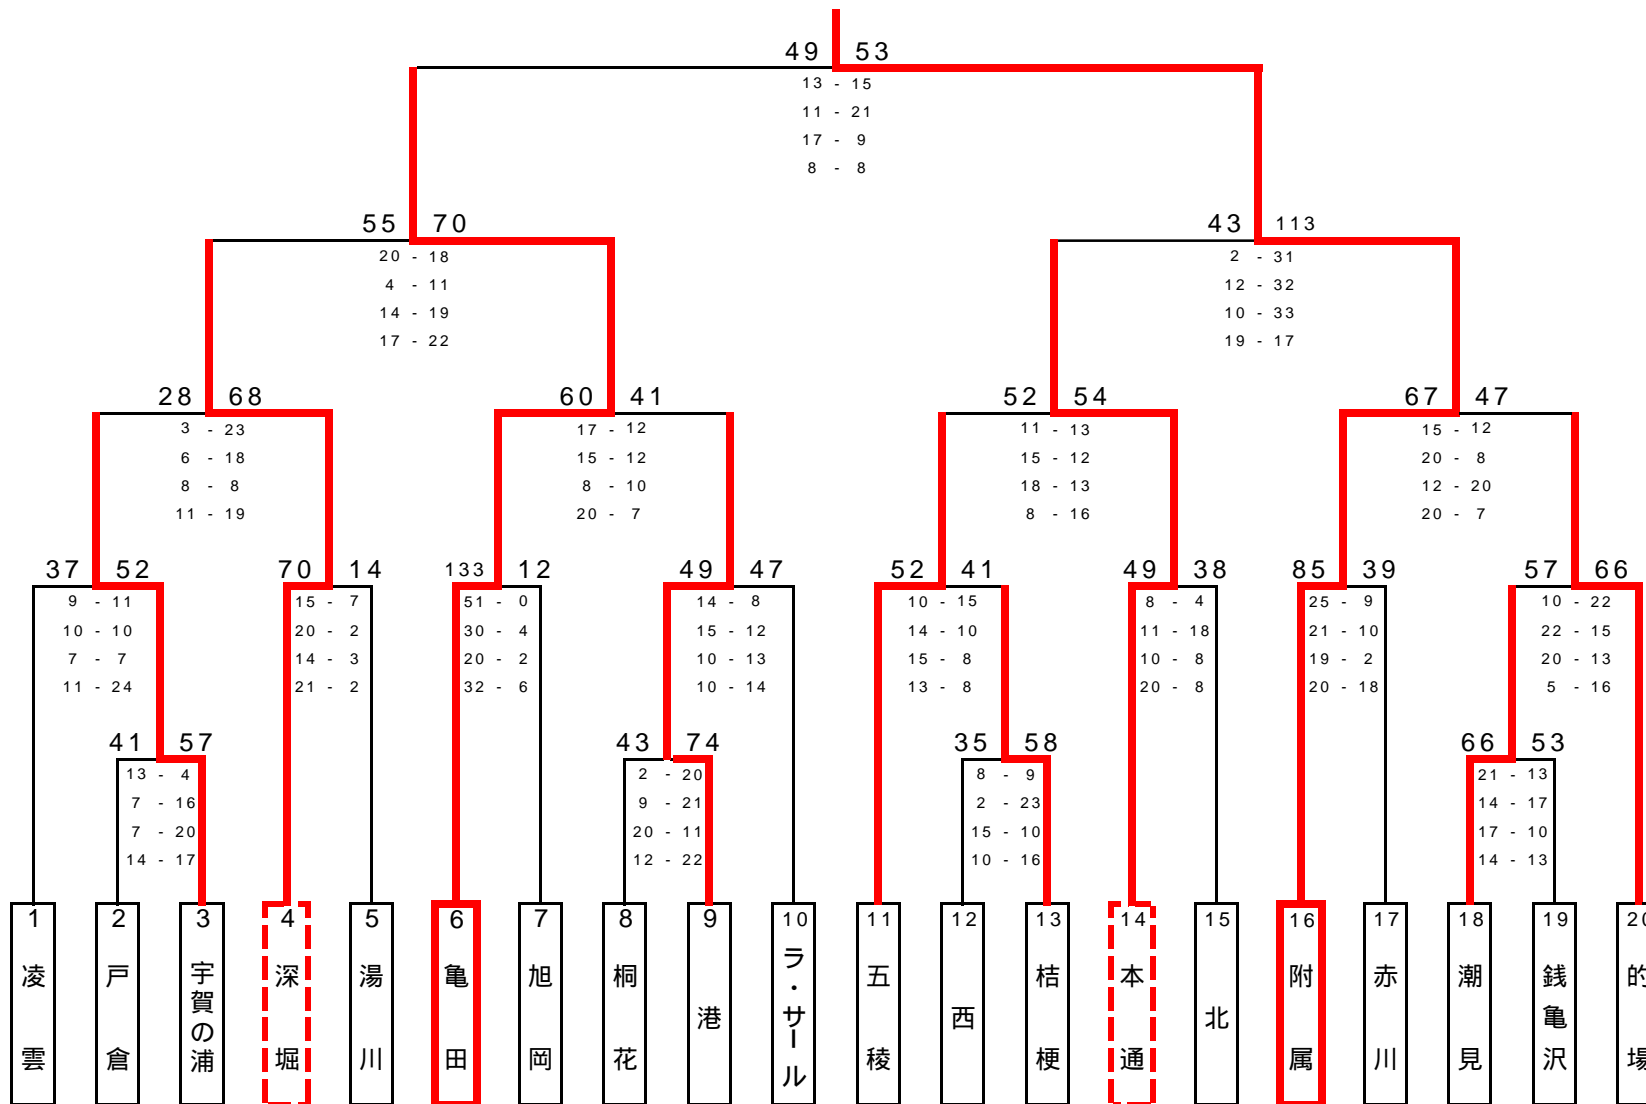 49 53
13 - 15
11 - 21
17 - 9
8 - 8
55 70
20 - 18
4 - 11
14 - 19
17 - 22
43 113
2 - 31
12 - 32
10 - 33
19 - 17
28 68
3 - 23
6 - 18
8 - 8
11 - 19
60 41
17 - 12
15 - 12
8 - 10
20 - 7
52 54
11 - 13
15 - 12
18 - 13
8 - 16
67 47
15 - 12
20 - 8
12 - 20
20 - 7
37 52
9 - 11
10 - 10
7 - 7
11 - 24
70 14
15 - 7
20 - 2
14 - 3
21 - 2
133 12
51 - 0
30 - 4
20 - 2
32 - 6
49 47
14 - 8
15 - 12
10 - 13
10 - 14
52 41
10 - 15
14 - 10
15 - 8
13 - 8
49 38
8 - 4
11 - 18
10 - 8
20 - 8
85 39
25 - 9
21 - 10
19 - 2
20 - 18
57 66
10 - 22
22 - 15
20 - 13
5 - 16
41 57
13 - 4
7 - 16
7 - 20
14 - 17
43 74
2 - 20
9 - 21
20 - 11
12 - 22
35 58
8 - 9
2 - 23
15 - 10
10 - 16
66 53
21 - 13
14 - 17
17 - 10
14 - 13
1 凌雲
2 戸倉
3 宇賀の浦
4 深堀
5 湯川
6 亀田
7 旭岡
8 桐花
9 港
10 ラ・サール
11 五稜
12 西
13 桔梗
14 本通
15 北
16 附属
17 赤川
18 潮見
19 銭亀沢
20 的場